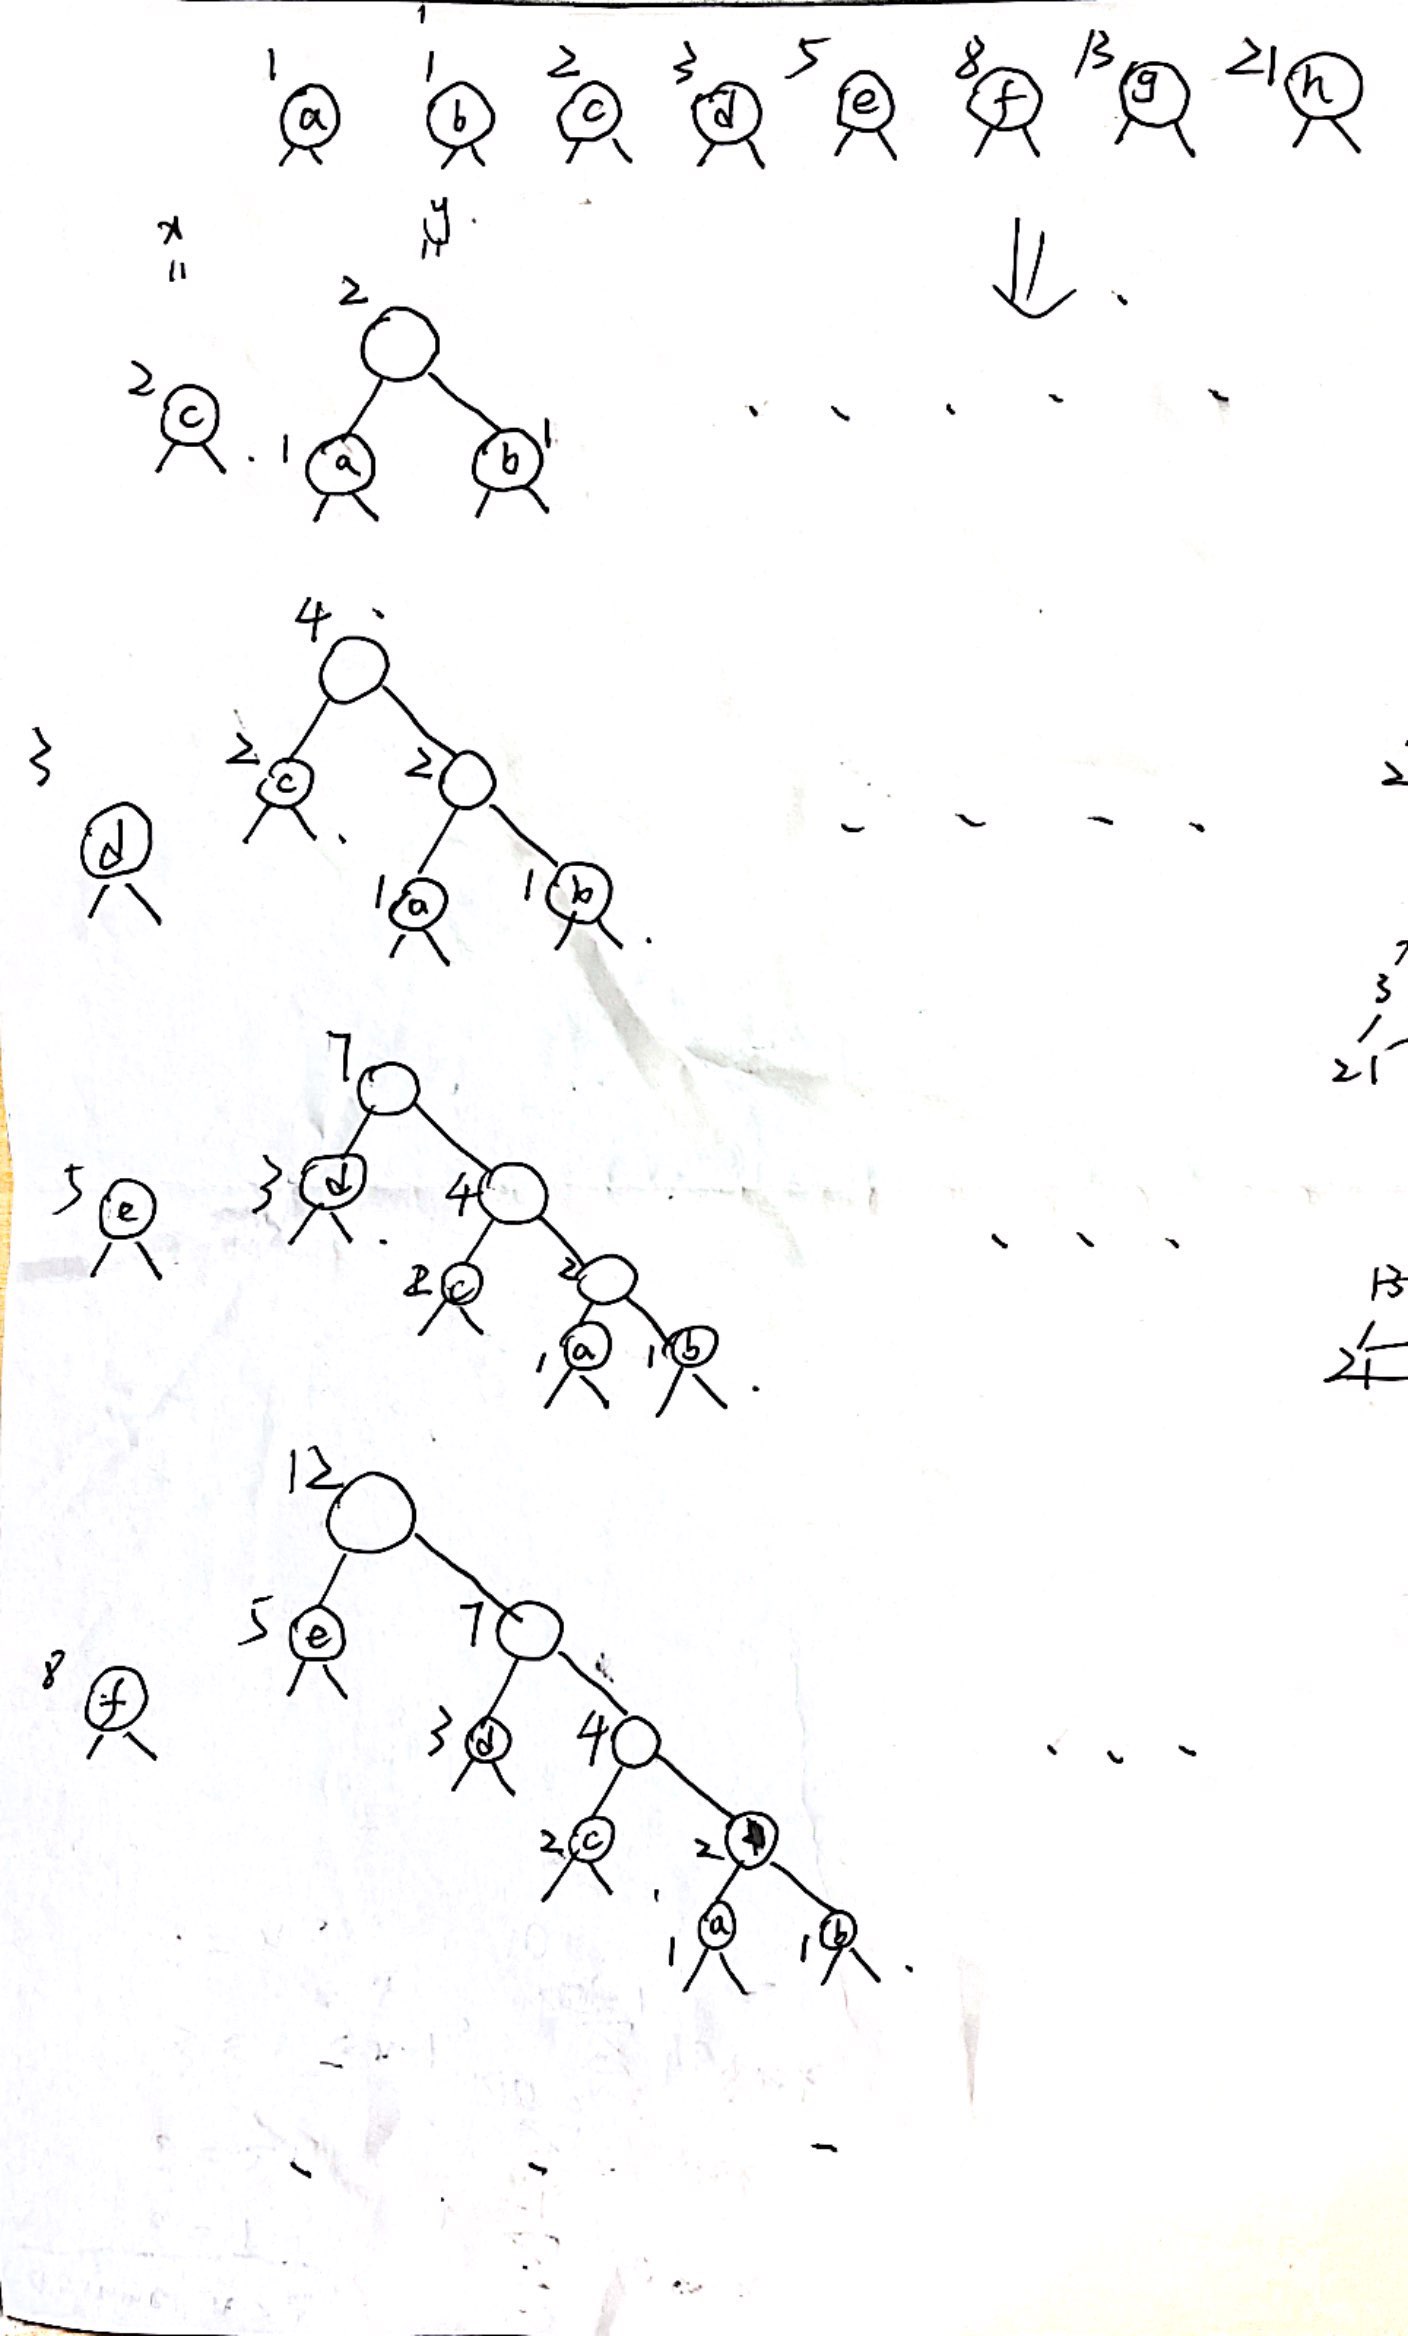 1 1 2 3 5 8 13 21
a b c d e f g h
x y
" "
2
2 c 1 a b 1
4
3 2 c 2
d 1 a 1 b
7
5 e 3 d 4
2 c 2
1 a 1 b
12
5 e 7
8 f 3 d 4
2 c 2
1 a 1 b
2
3
21
13
21